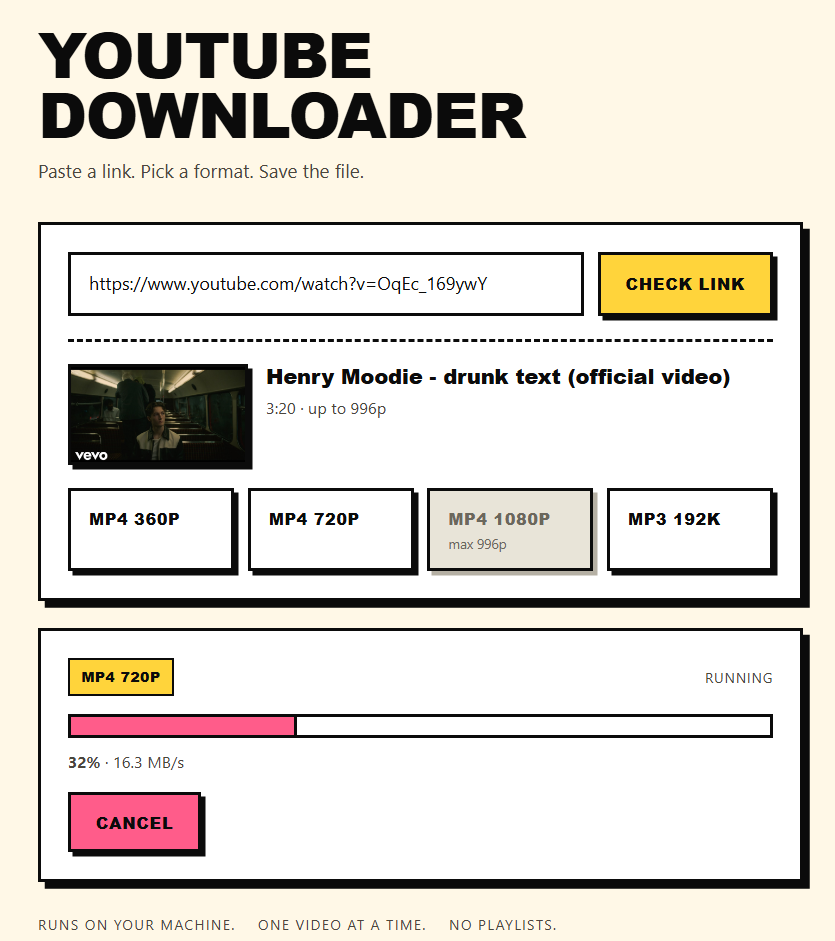 YOUTUBE
DOWNLOADER
Paste a link. Pick a format. Save the file.
https://www.youtube.com/watch?v=OqEc_169ywY
CHECK LINK
Henry Moodie - drunk text (official video)
3:20 · up to 996p
vevo
MP4 360P
MP4 720P
MP4 1080P
max 996p
MP3 192K
MP4 720P
RUNNING
32% · 16.3 MB/s
CANCEL
RUNS ON YOUR MACHINE. ONE VIDEO AT A TIME. NO PLAYLISTS.